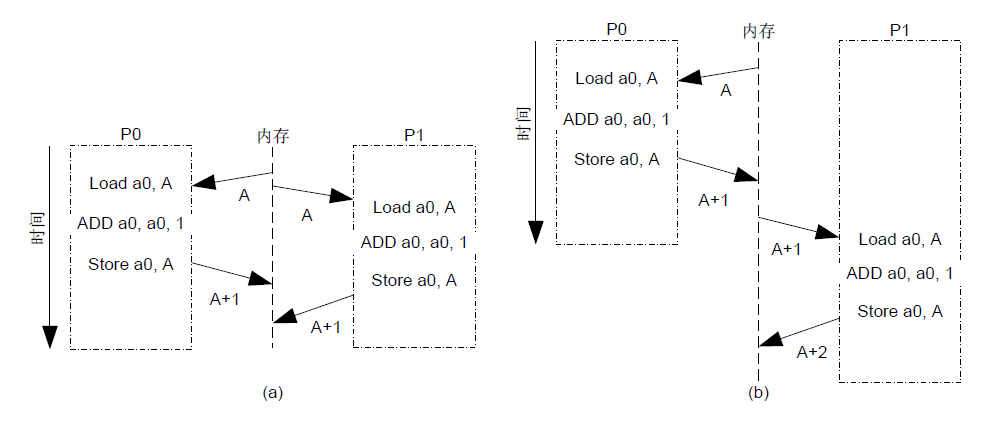 P0
内存
P1
时间
Load a0, A
A
A
Load a0, A
ADD a0, a0, 1
ADD a0, a0, 1
Store a0, A
Store a0, A
A+1
A+1
(a)
P0
内存
P1
时间
Load a0, A
A
ADD a0, a0, 1
Store a0, A
A+1
A+1
Load a0, A
ADD a0, a0, 1
Store a0, A
A+2
(b)